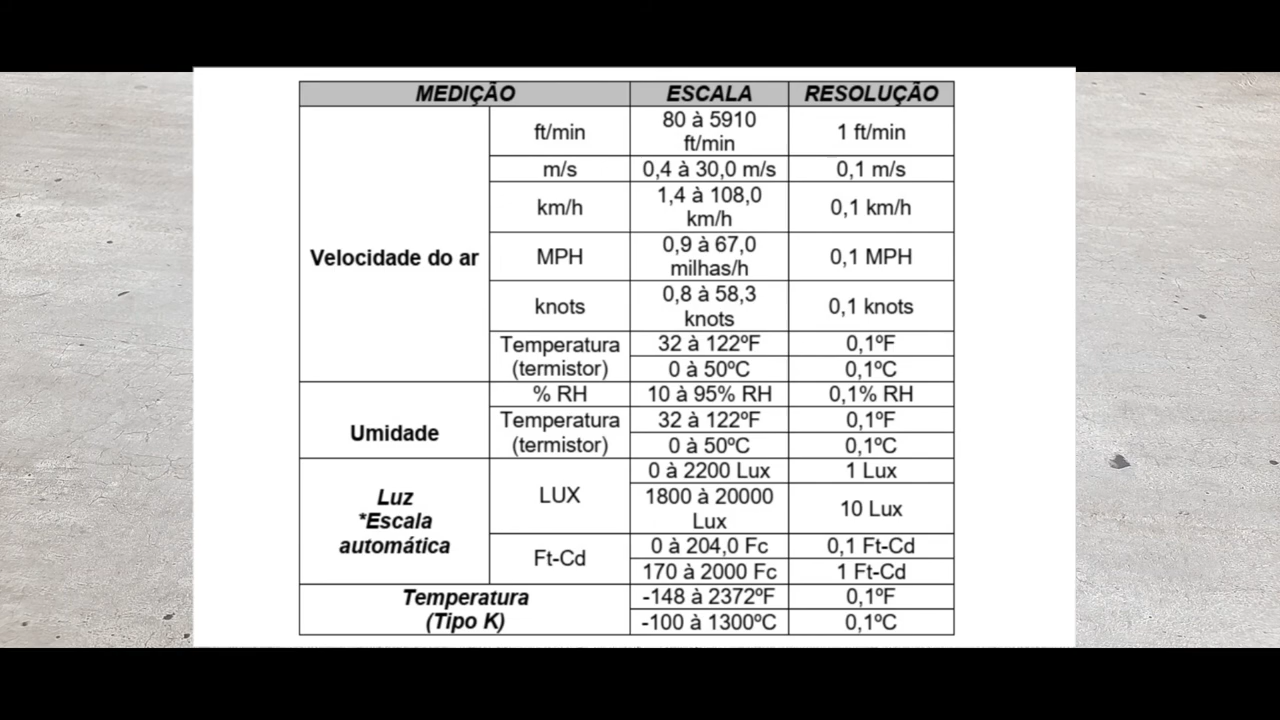 MEDIÇÃO ESCALA RESOLUÇÃO
Velocidade do ar
ft/min
80 à 5910
ft/min
1 ft/min
m/s
0,4 à 30,0 m/s
0,1 m/s
km/h
1,4 à 108,0
km/h
0,1 km/h
MPH
0,9 à 67,0
milhas/h
0,1 MPH
knots
0,8 à 58,3
knots
0,1 knots
Temperatura
(termistor)
32 à 122ºF
0,1ºF
0 à 50ºC
0,1ºC
Umidade
% RH
10 à 95% RH
0,1% RH
Temperatura
(termistor)
32 à 122ºF
0,1ºF
0 à 50ºC
0,1ºC
Luz
*Escala
automática
LUX
0 à 2200 Lux
1 Lux
1800 à 20000
Lux
10 Lux
Ft-Cd
0 à 204,0 Fc
0,1 Ft-Cd
170 à 2000 Fc
1 Ft-Cd
Temperatura
(Tipo K)
-148 à 2372ºF
0,1ºF
-100 à 1300ºC
0,1ºC